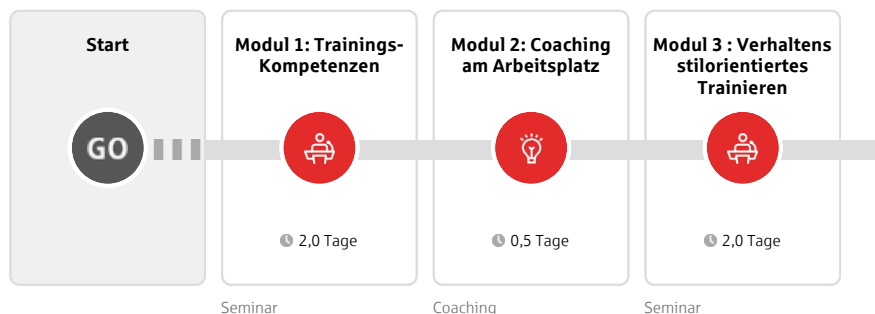 Start
GO
Modul 1: Trainings-
Kompetenzen
2,0 Tage
Seminar
Modul 2: Coaching
am Arbeitsplatz
0,5 Tage
Coaching
Modul 3 : Verhaltens
stilorientiertes
Trainieren
2,0 Tage
Seminar